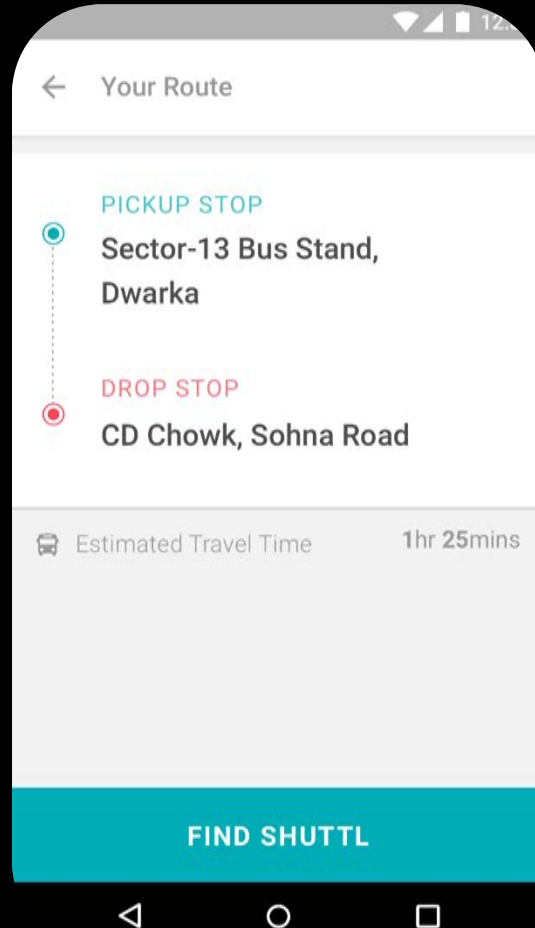 Your Route
PICKUP STOP
Sector-13 Bus Stand,
Dwarka
DROP STOP
CD Chowk, Sohna Road
Estimated Travel Time 1hr 25mins
FIND SHUTTL